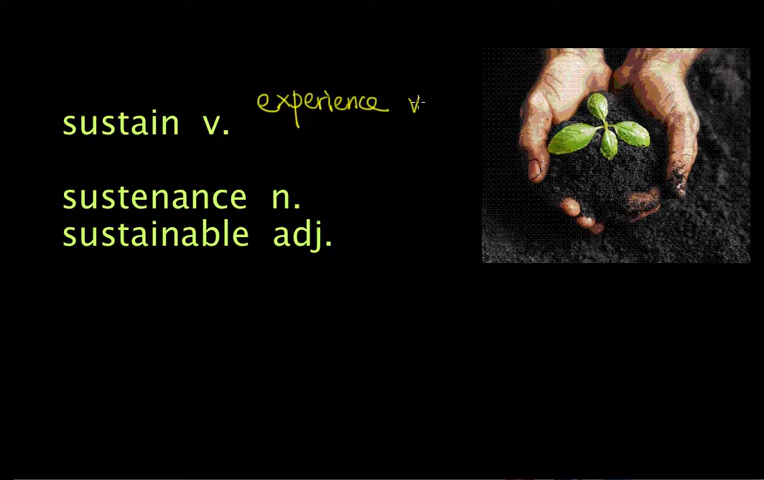 sustain v. experience v
sustenance n.
sustainable adj.